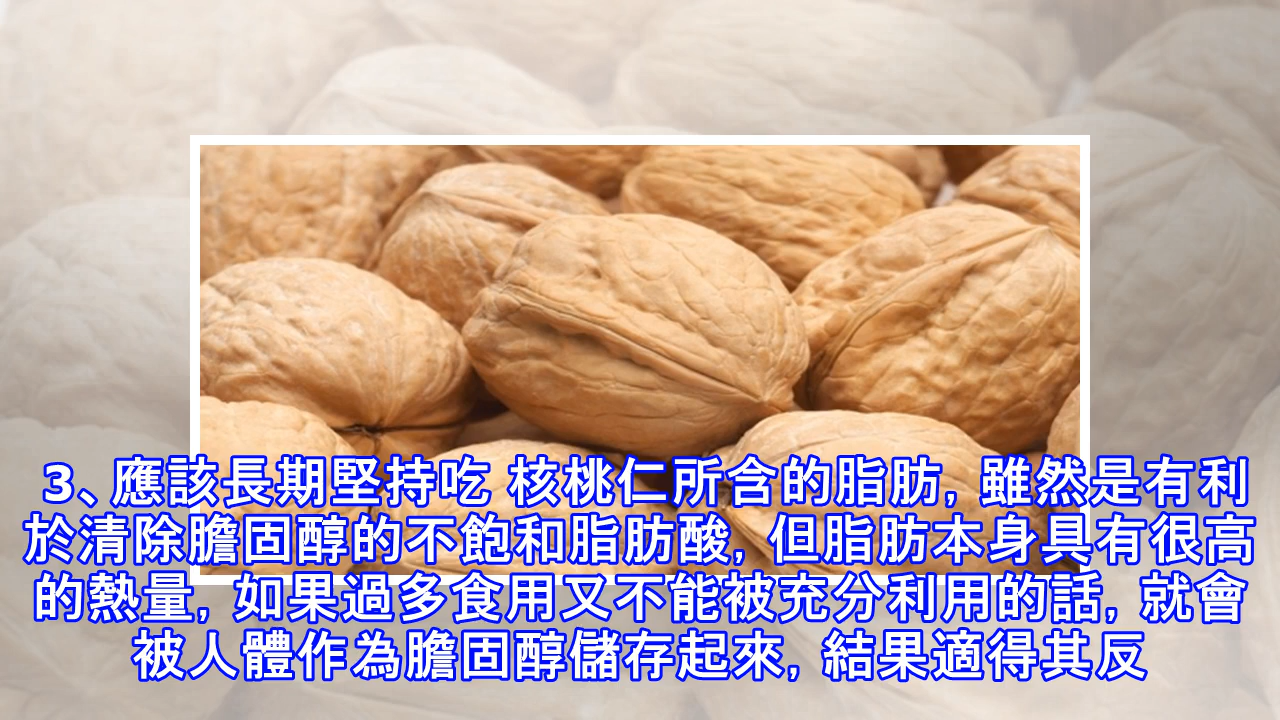 3、應該長期堅持吃 核桃仁所含的脂肪, 雖然是有利
於清除膽固醇的不飽和脂肪酸, 但脂肪本身具有很高
的熱量, 如果過多食用又不能被充分利用的話, 就會
被人體作為膽固醇儲存起來, 結果適得其反